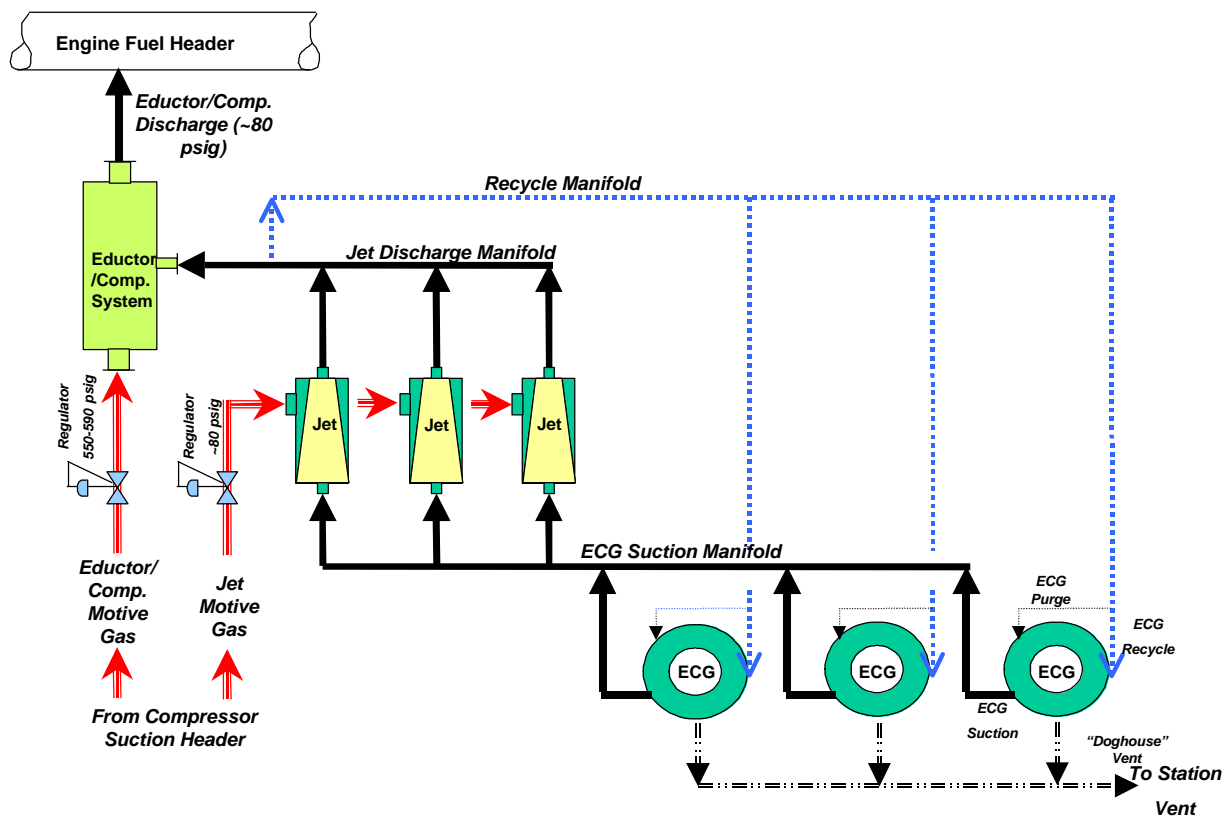 Engine Fuel Header
Eductor/Comp.
Discharge (~80
psig)
Recycle Manifold
Jet Discharge Manifold
Eductor
/Comp.
System
Regulator
550-590 psig
Regulator
~80 psig
Jet
Jet
Jet
ECG Suction Manifold
Eductor/
Comp.
Motive
Gas
Jet
Motive
Gas
ECG
Purge
ECG
Recycle
ECG
ECG
ECG
ECG
Suction
From Compressor
Suction Header
“Doghouse”
Vent
To Station
Vent